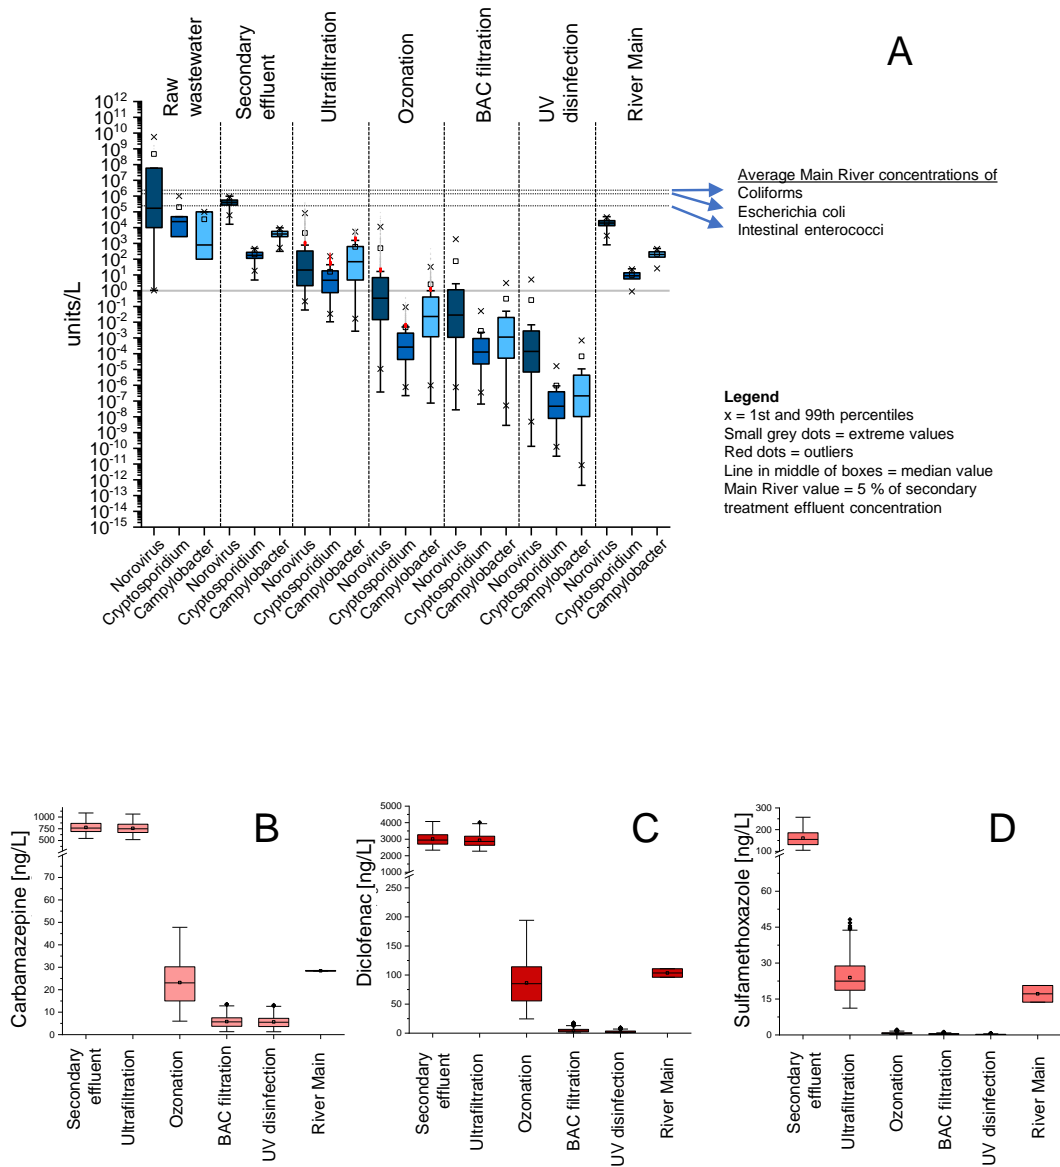 A
Raw
wastewater
Secondary
effluent
Ultrafiltration
Ozonation
BAC filtration
UV
disinfection
River Main
units/L
10^12
10^11
10^10
10^9
10^8
10^7
10^6
10^5
10^4
10^3
10^2
10^1
10^0
10^-1
10^-2
10^-3
10^-4
10^-5
10^-6
10^-7
10^-8
10^-9
10^-10
10^-11
10^-12
10^-13
10^-14
10^-15
Norovirus
Cryptosporidium
Campylobacter
Norovirus
Cryptosporidium
Campylobacter
Norovirus
Cryptosporidium
Campylobacter
Norovirus
Cryptosporidium
Campylobacter
Norovirus
Cryptosporidium
Campylobacter
Norovirus
Cryptosporidium
Campylobacter
Norovirus
Cryptosporidium
Campylobacter
Average Main River concentrations of
Coliforms
Escherichia coli
Intestinal enterococci
Legend
x = 1st and 99th percentiles
Small grey dots = extreme values
Red dots = outliers
Line in middle of boxes = median value
Main River value = 5 % of secondary
treatment effluent concentration
B
Carbamazepine [ng/L]
1000
750
500
80
70
60
50
40
30
20
10
0
Secondary
effluent
Ultrafiltration
Ozonation
BAC filtration
UV disinfection
River Main
C
Diclofenac [ng/L]
5000
4000
3000
2000
1000
250
200
150
100
50
0
Secondary
effluent
Ultrafiltration
Ozonation
BAC filtration
UV disinfection
River Main
D
Sulfamethoxazole [ng/L]
300
200
100
60
45
30
15
0
Secondary
effluent
Ultrafiltration
Ozonation
BAC filtration
UV disinfection
River Main